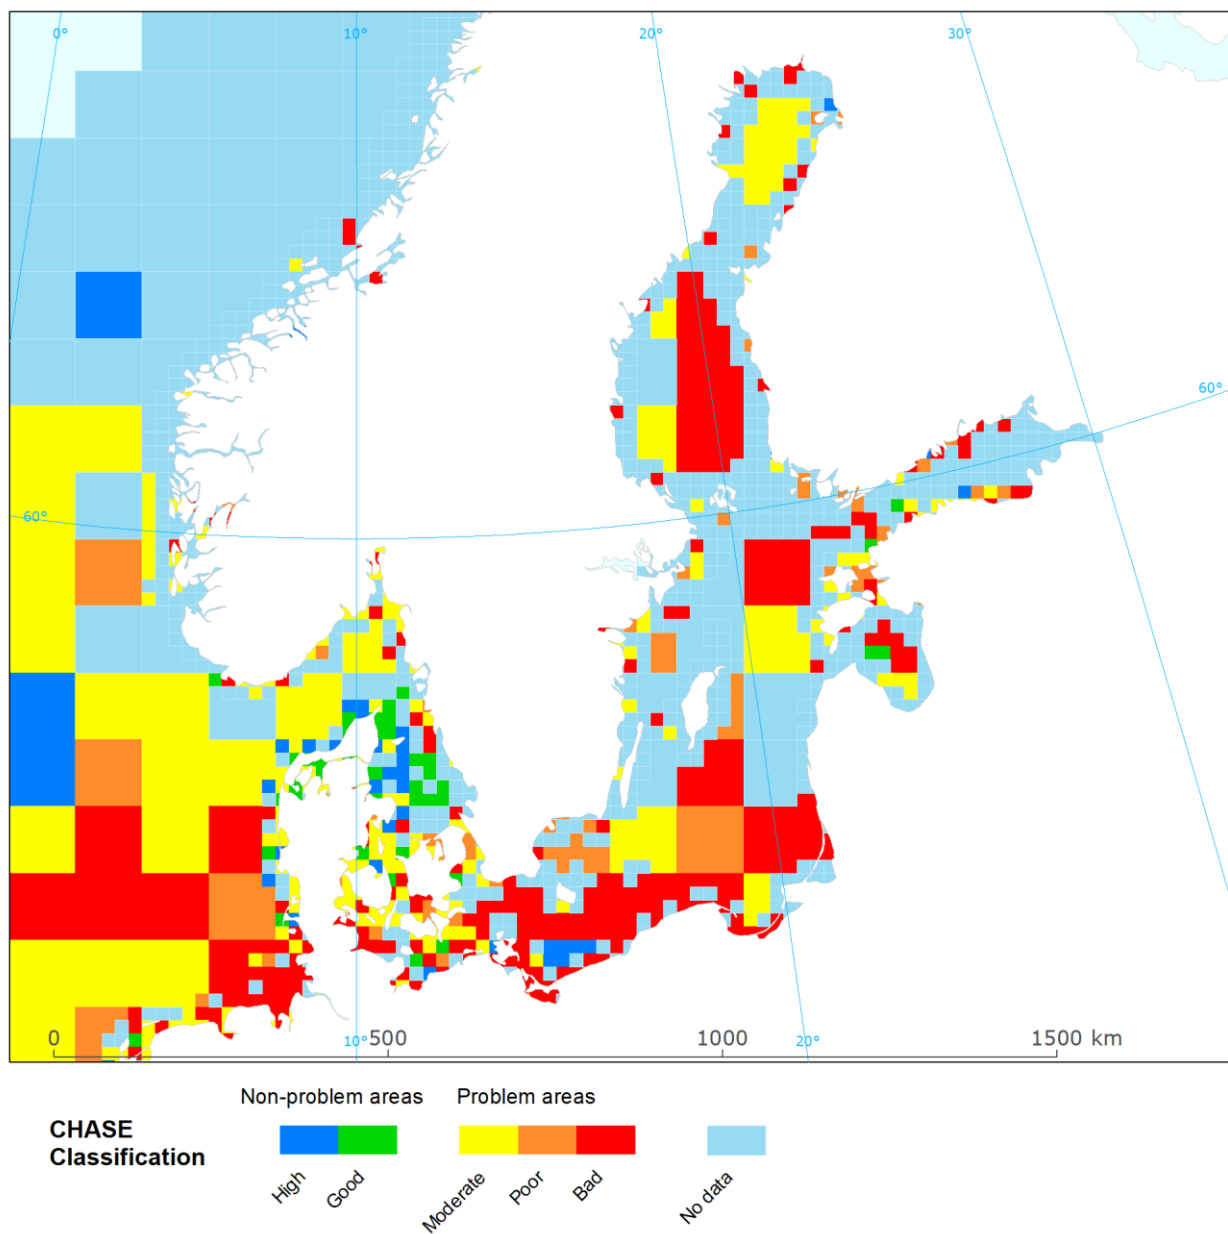 0° 10° 20° 30°
60°
60°
0 500 1000 1500 km
10° 20°
Non-problem areas Problem areas
CHASE
Classification
High Good Moderate Poor Bad No data